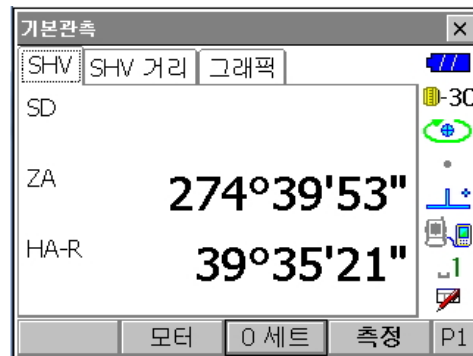 기본관측
SHV SHV 거리 그래픽
SD
-30
ZA 274°39'53"
HA-R 39°35'21"
1
모터 0 세트 측정 P1